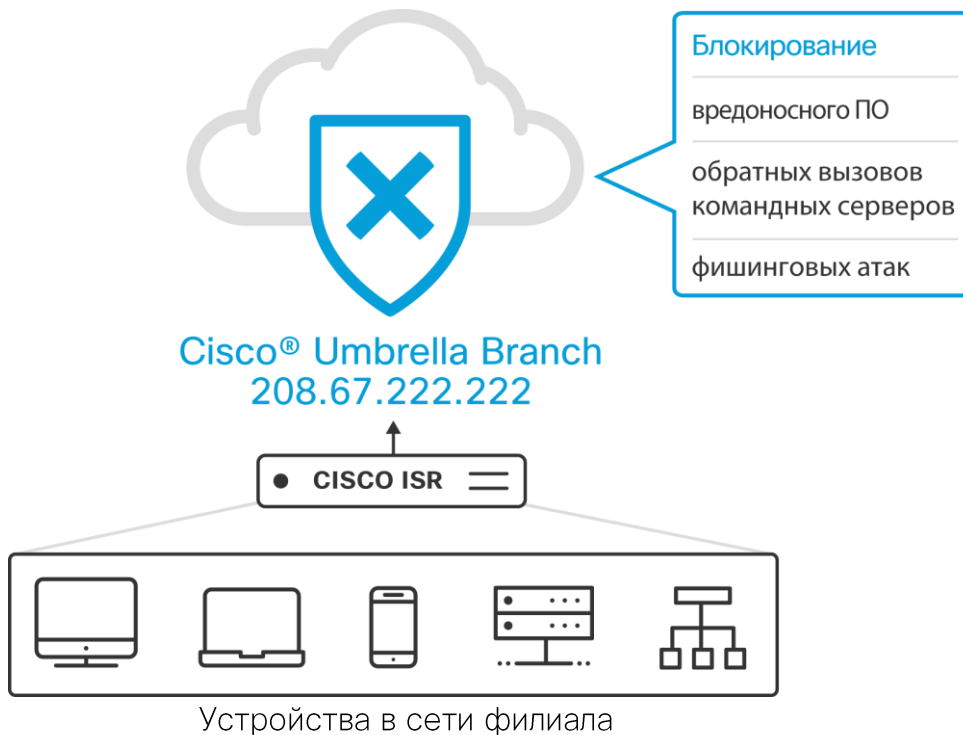 Блокирование
вредоносного ПО
обратных вызовов
командных серверов
фишинговых атак
Cisco® Umbrella Branch
208.67.222.222
CISCO ISR
Устройства в сети филиала